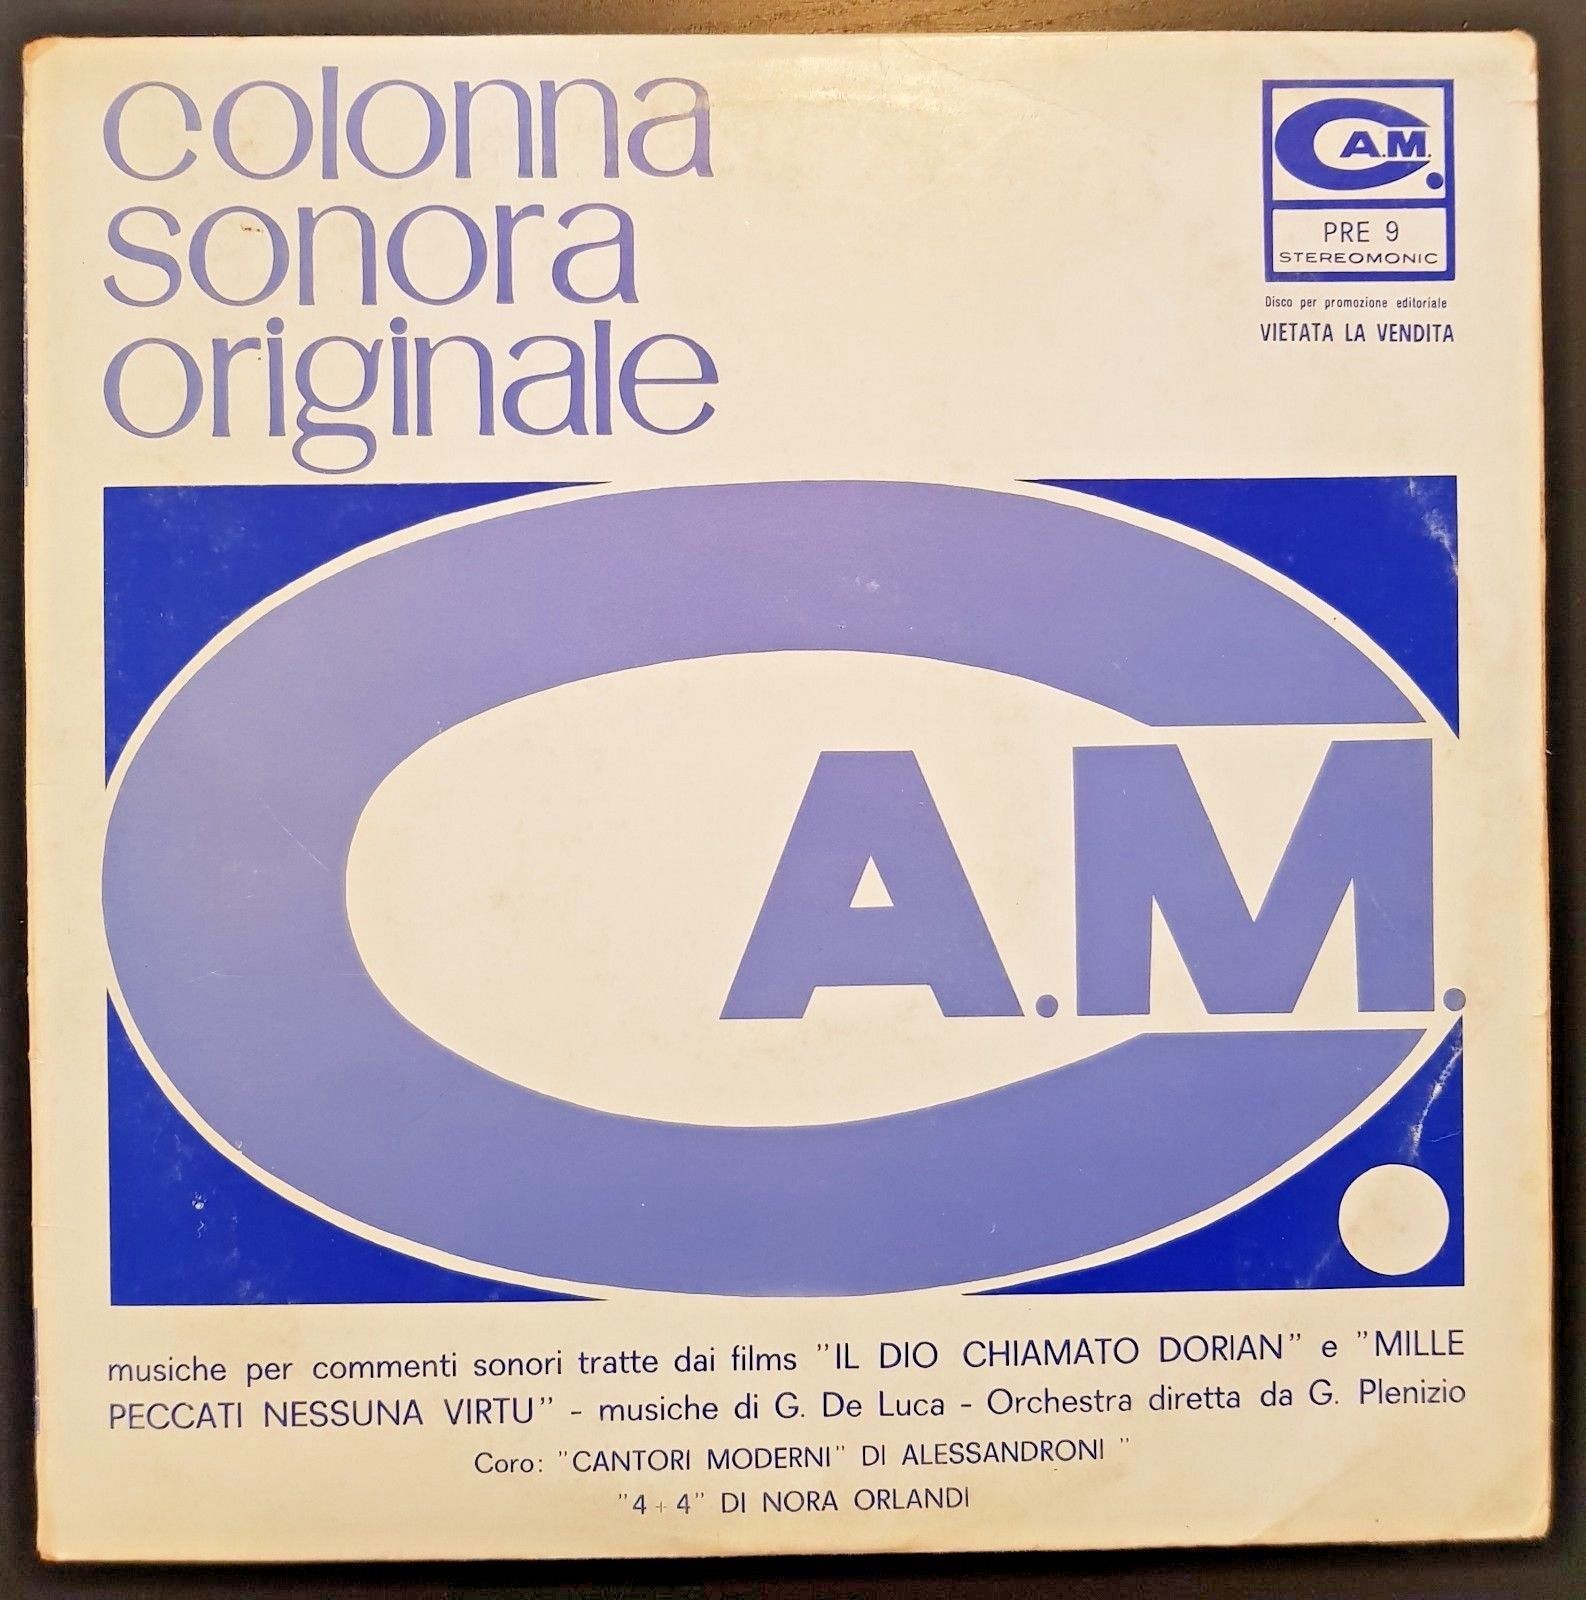 colonna
sonora
originale
C.A.M.
PRE 9
STEREOMONIC
Disco per promozione editoriale
VIETATA LA VENDITA
C A.M.
musiche per commenti sonori tratte dai films "IL DIO CHIAMATO DORIAN" e "MILLE
PECCATI NESSUNA VIRTU" - musiche di G. De Luca - Orchestra diretta da G. Plenizio
Coro: "CANTORI MODERNI" DI ALESSANDRONI "
"4 + 4" DI NORA ORLANDI